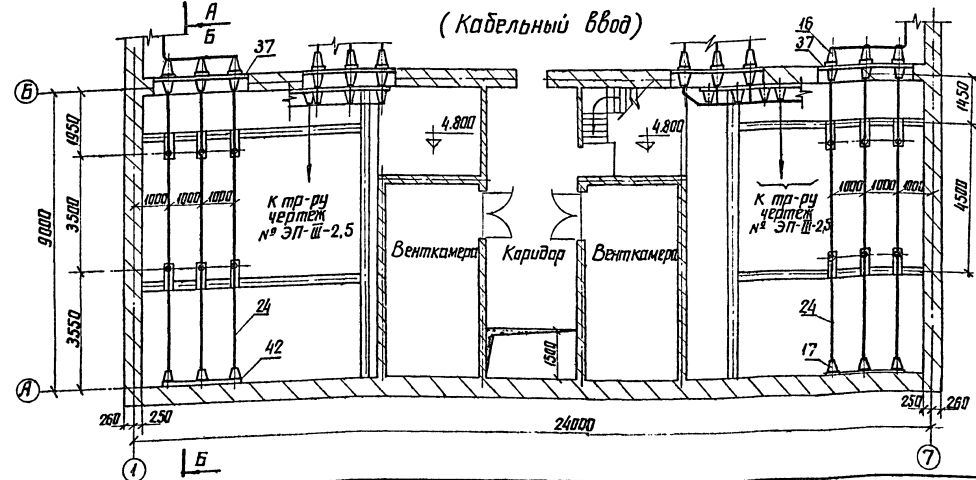 (Кабельный ввод)
А
Б
37
16
37
Б
1950
3500
3550
9000
1000 1000 1000
4.800
4.800
1450
4500
1000 1000 1000
к тр-ру
чертеж
№ ЭП-III-2,5
к тр-ру
чертеж
№ ЭП-III-2,5
Венткамера
Коридор
Венткамера
24
42
24
17
1500
А
260 250
24000
250 260
1
Б
7